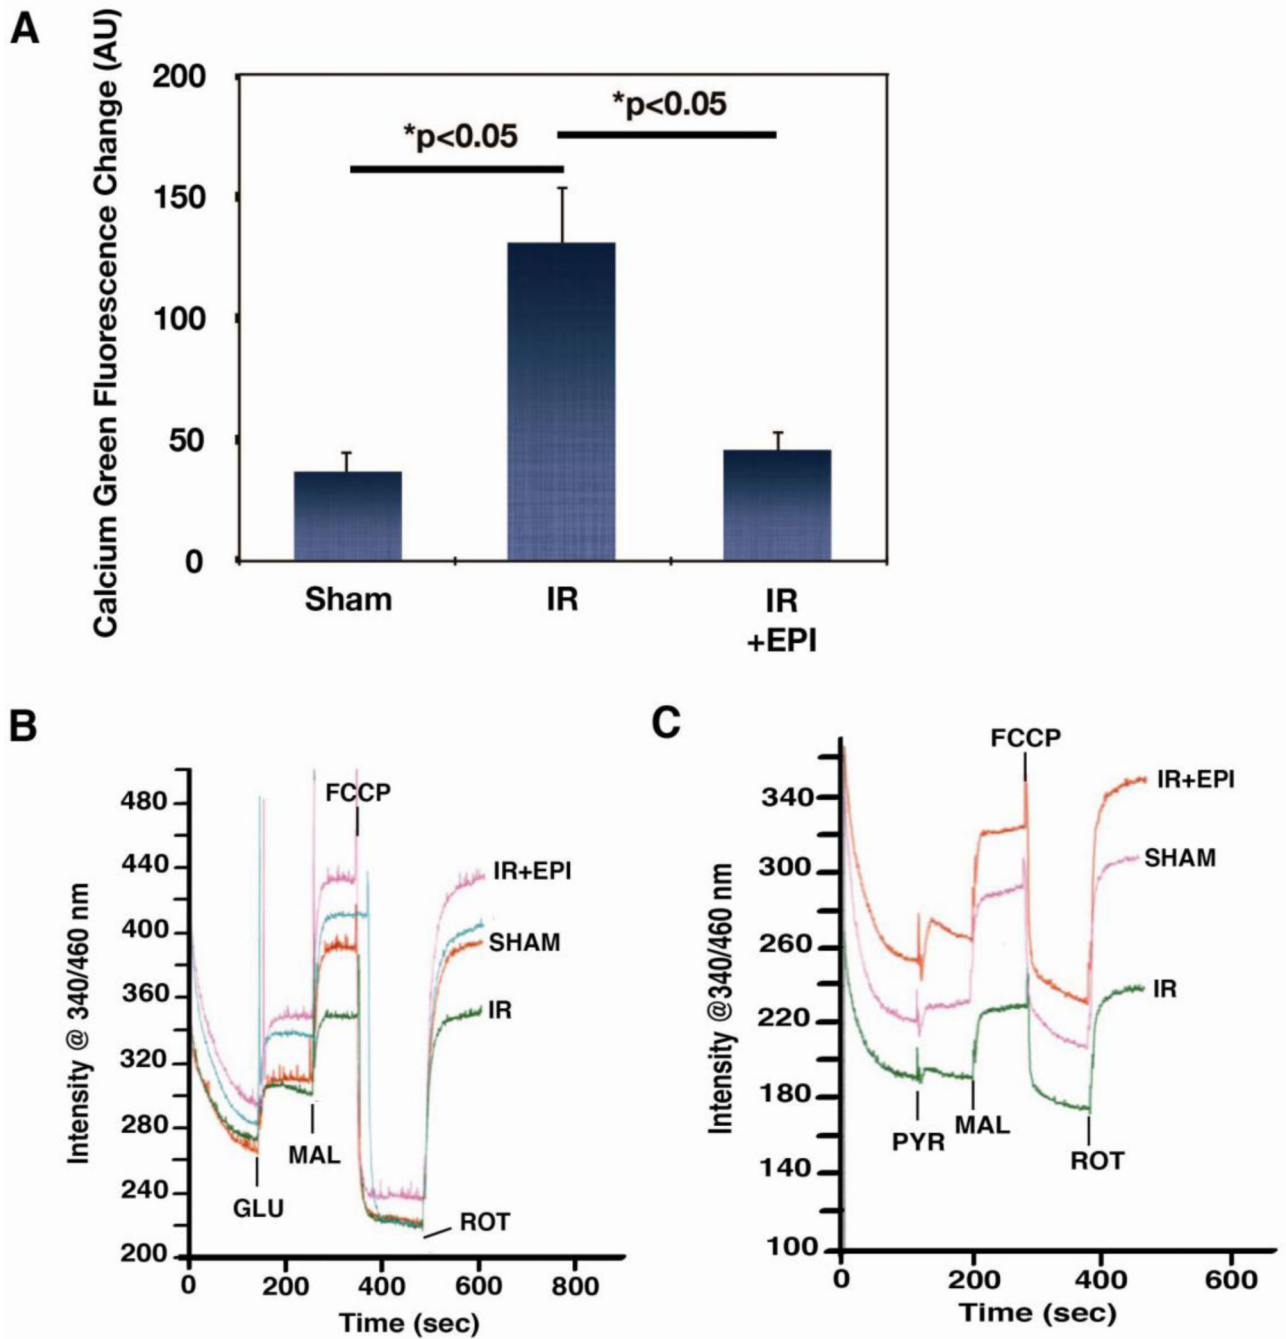 A
Calcium Green Fluorescence Change (AU)
200
150
100
50
0
*p<0.05
*p<0.05
Sham
IR
IR
+EPI
B
Intensity @ 340/460 nm
480
440
400
360
320
280
240
200
FCCP
IR+EPI
SHAM
IR
MAL
GLU
ROT
0
200
400
600
800
Time (sec)
C
Intensity @340/460 nm
340
300
260
220
180
140
100
FCCP
IR+EPI
SHAM
IR
PYR
MAL
ROT
0
200
400
600
Time (sec)